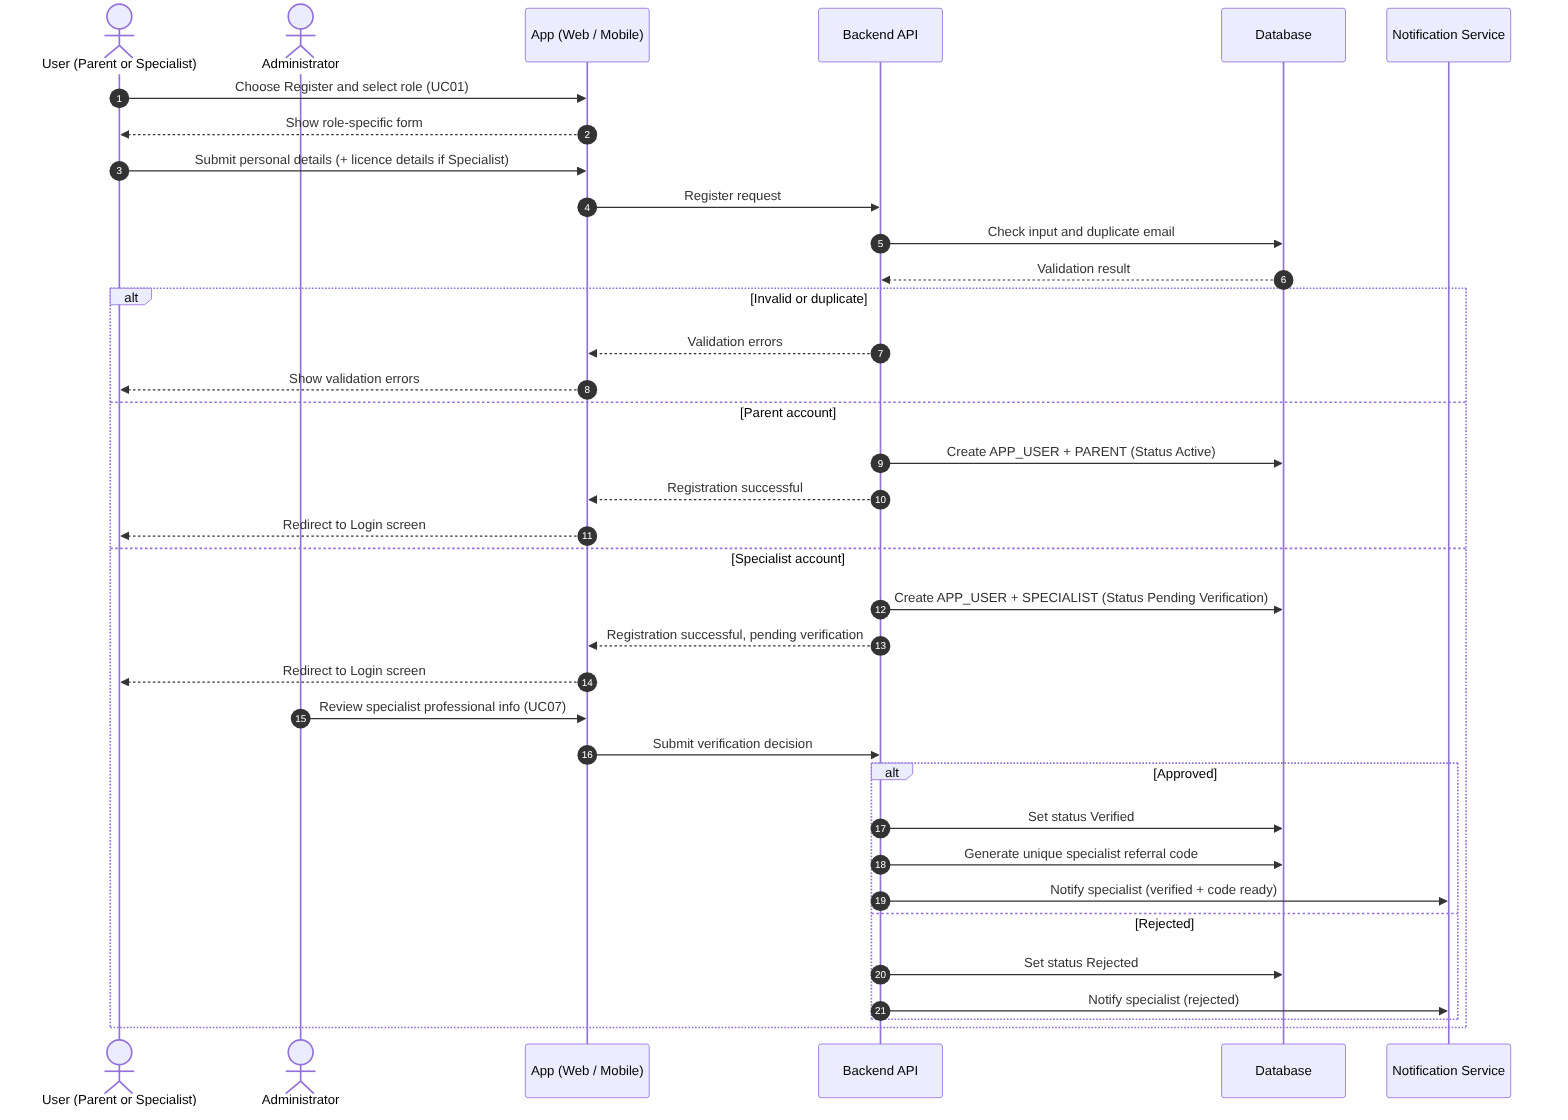 User (Parent or Specialist)
Administrator
App (Web / Mobile)
Backend API
Database
Notification Service
1
Choose Register and select role (UC01)
Show role-specific form
2
3
Submit personal details (+ licence details if Specialist)
4
Register request
5
Check input and duplicate email
Validation result
6
alt
[Invalid or duplicate]
Validation errors
7
Show validation errors
8
[Parent account]
9
Create APP_USER + PARENT (Status Active)
Registration successful
10
Redirect to Login screen
11
[Specialist account]
12
Create APP_USER + SPECIALIST (Status Pending Verification)
Registration successful, pending verification
13
Redirect to Login screen
14
15
Review specialist professional info (UC07)
16
Submit verification decision
alt
[Approved]
17
Set status Verified
18
Generate unique specialist referral code
19
Notify specialist (verified + code ready)
[Rejected]
20
Set status Rejected
21
Notify specialist (rejected)
User (Parent or Specialist)
Administrator
App (Web / Mobile)
Backend API
Database
Notification Service